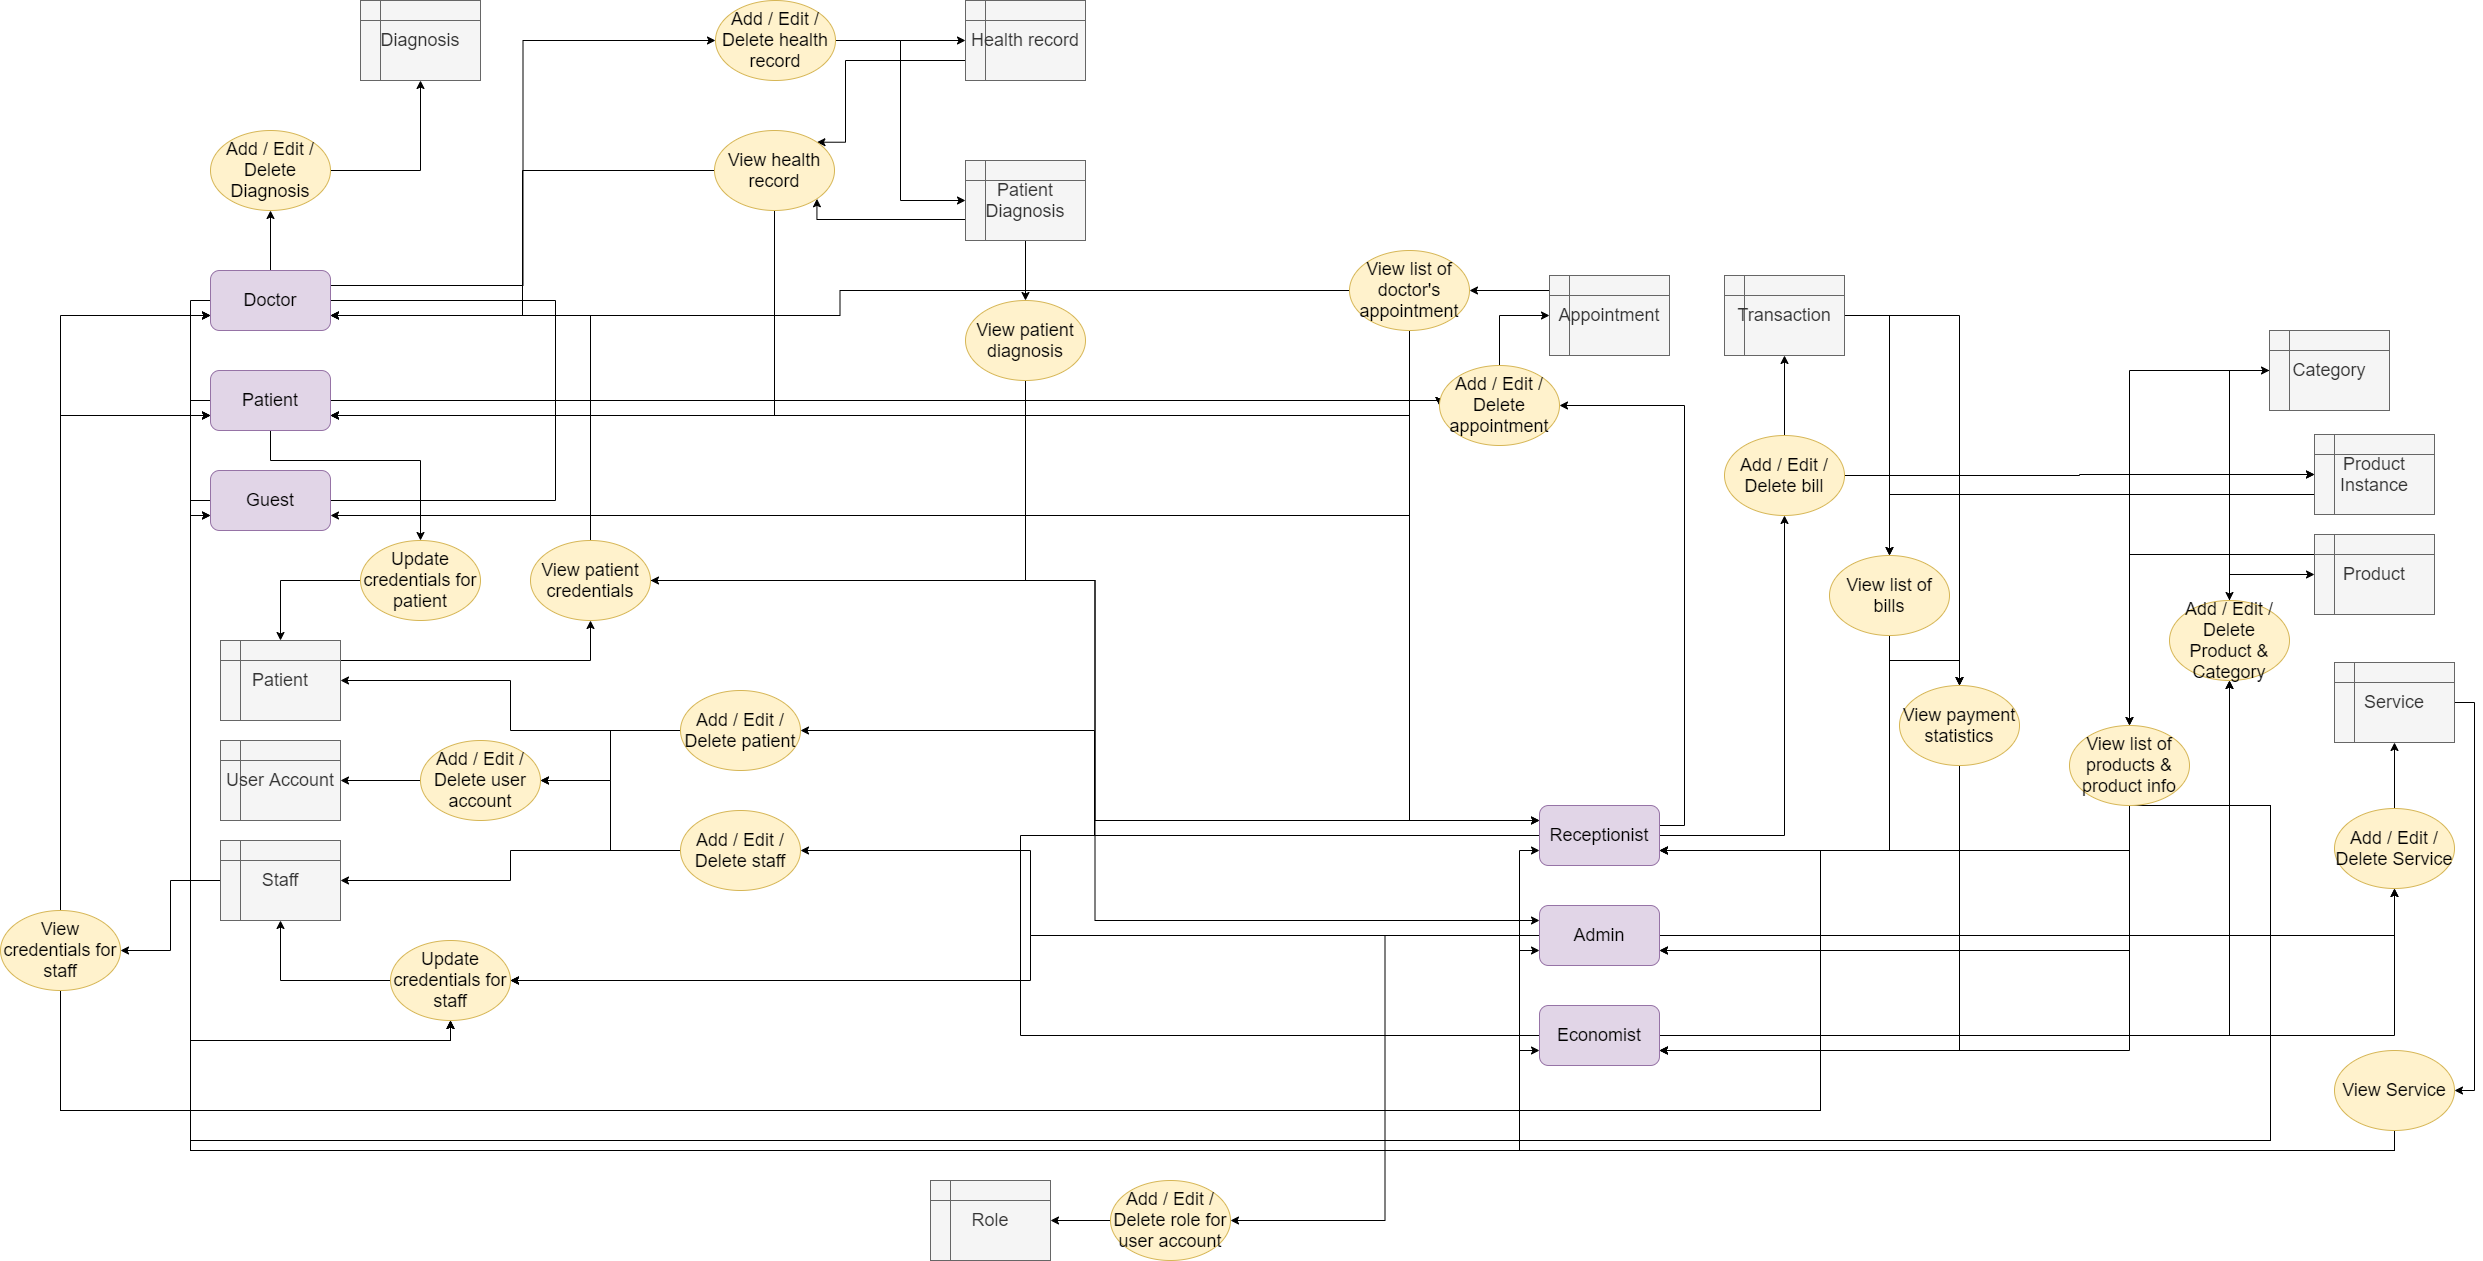 Diagnosis
Add / Edit /
Delete health
record
Health record
Add / Edit /
Delete
Diagnosis
View health
record
Patient
Diagnosis
Doctor
View list of
doctor's
appointment
Appointment
Transaction
View patient
diagnosis
Category
Patient
Add / Edit /
Delete
appointment
Guest
Add / Edit /
Delete bill
Product
Instance
Update
credentials for
patient
View patient
credentials
View list of
bills
Product
Add / Edit /
Delete
Product &
Category
Patient
Add / Edit /
Delete patient
View payment
statistics
Service
User Account
Add / Edit /
Delete user
account
View list of
products &
product info
Staff
Add / Edit /
Delete staff
Receptionist
Add / Edit /
Delete Service
View
credentials for
staff
Update
credentials for
staff
Admin
Economist
View Service
Role
Add / Edit /
Delete role for
user account